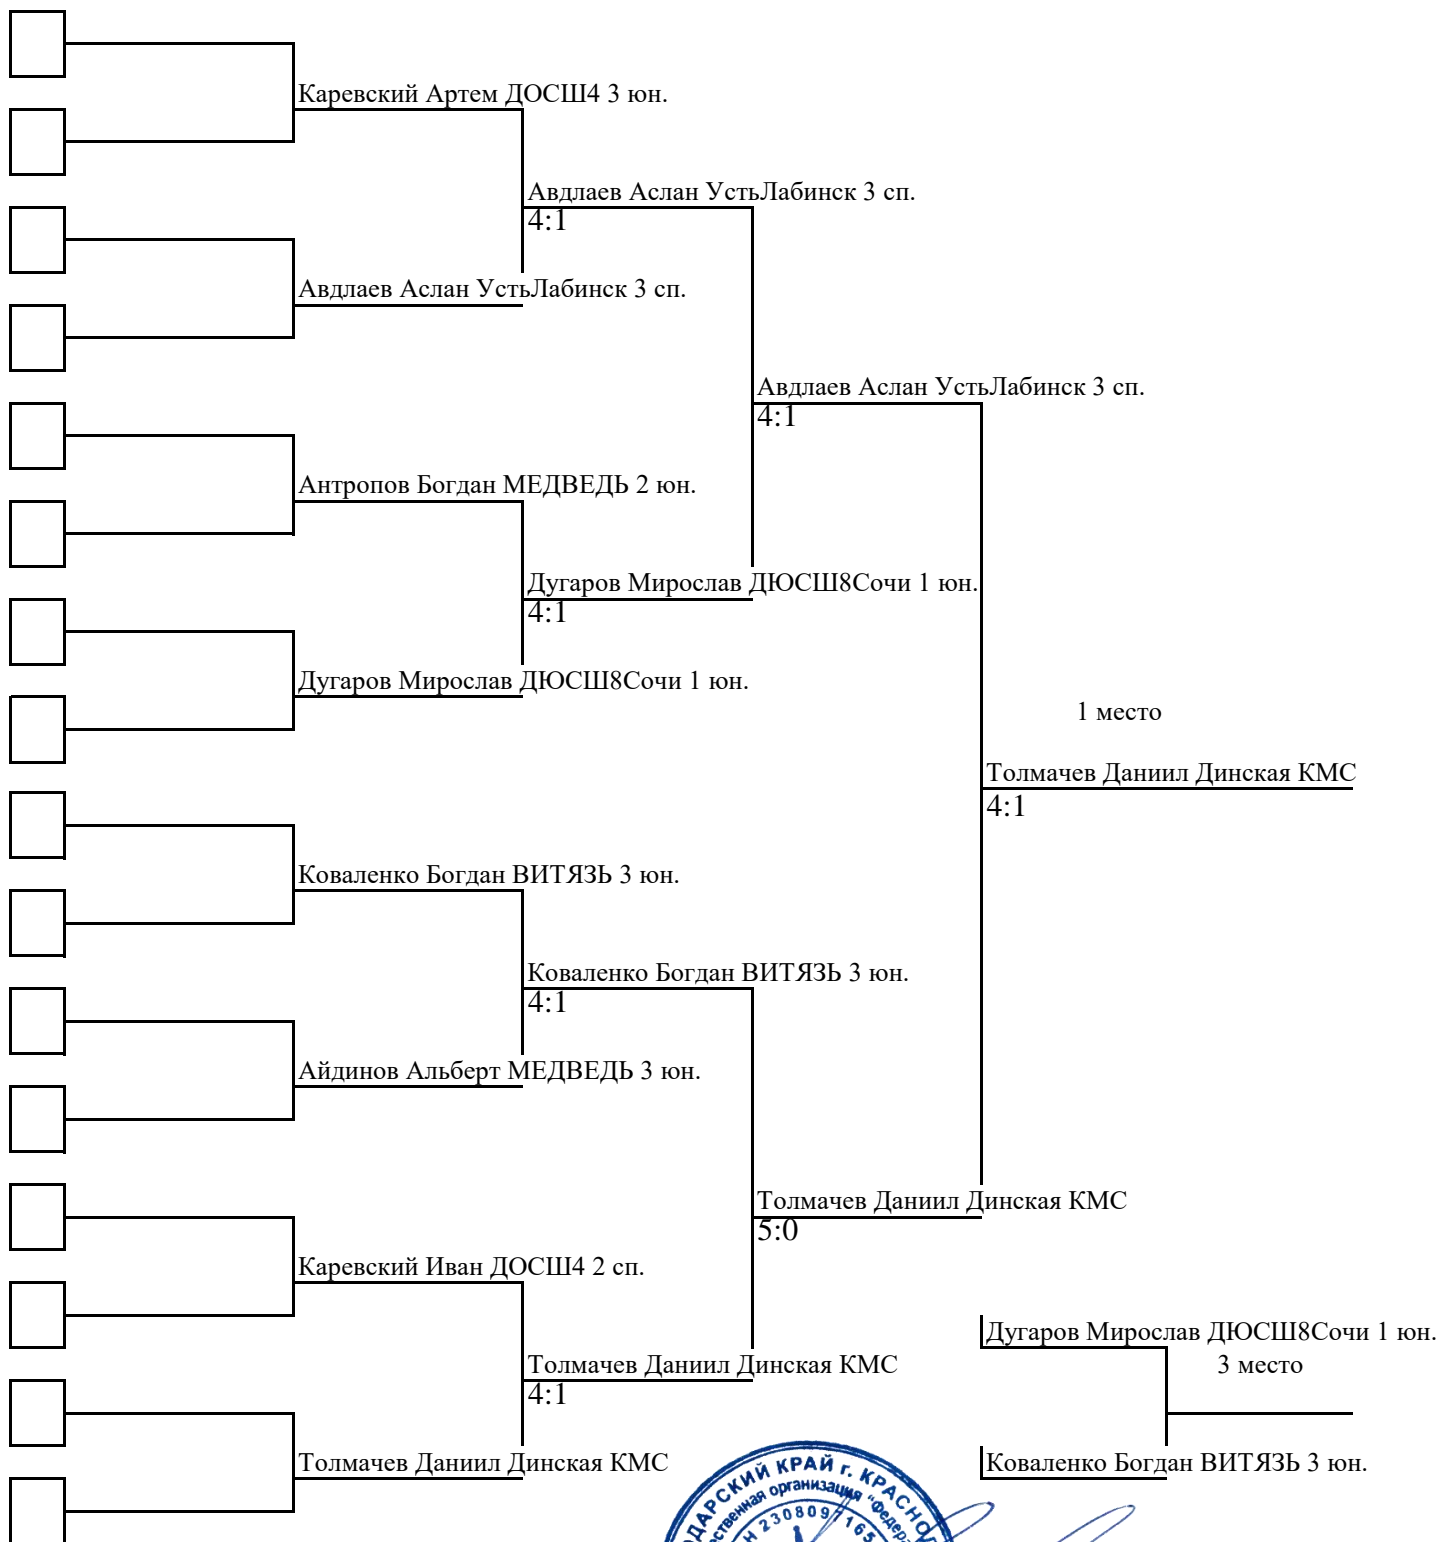 Каревский Артем ДОСШ4 3 юн.
Авдлаев Аслан УстьЛабинск 3 сп.
4:1
Авдлаев Аслан УстьЛабинск 3 сп.
Авдлаев Аслан УстьЛабинск 3 сп.
4:1
Антропов Богдан МЕДВЕДЬ 2 юн.
Дугаров Мирослав ДЮСШ8Сочи 1 юн.
4:1
Дугаров Мирослав ДЮСШ8Сочи 1 юн.
1 место
Толмачев Даниил Динская КМС
4:1
Коваленко Богдан ВИТЯЗЬ 3 юн.
Коваленко Богдан ВИТЯЗЬ 3 юн.
4:1
Айдинов Альберт МЕДВЕДЬ 3 юн.
Толмачев Даниил Динская КМС
5:0
Каревский Иван ДОСШ4 2 сп.
Дугаров Мирослав ДЮСШ8Сочи 1 юн.
3 место
Толмачев Даниил Динская КМС
4:1
Толмачев Даниил Динская КМС
Коваленко Богдан ВИТЯЗЬ 3 юн.
КРАЙ г.
организация
2308097165